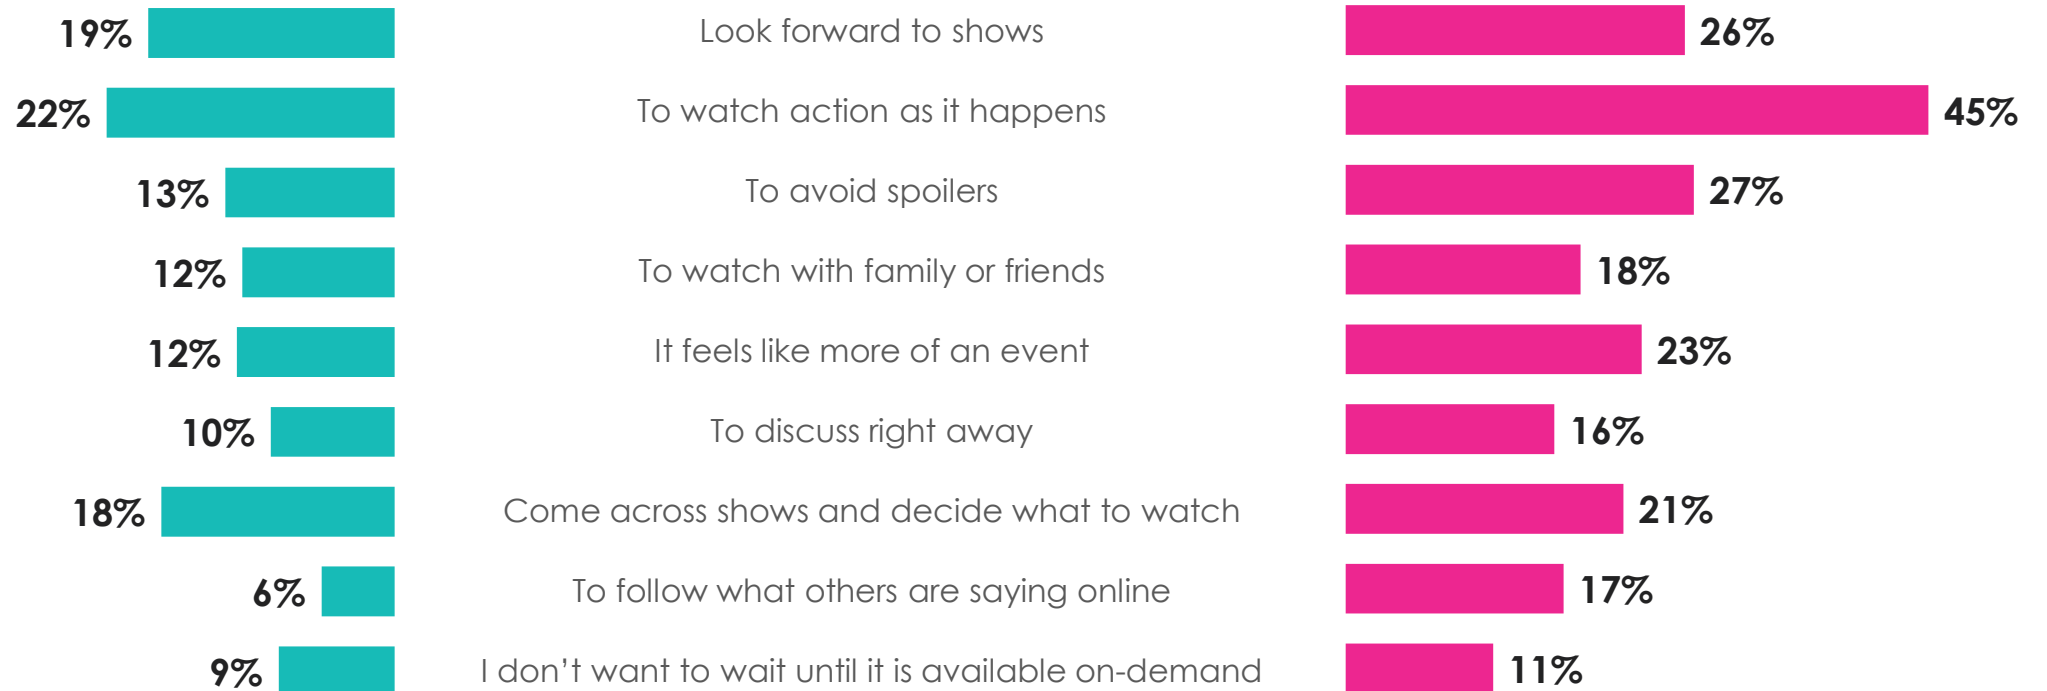 19% Look forward to shows 26%
22% To watch action as it happens 45%
13% To avoid spoilers 27%
12% To watch with family or friends 18%
12% It feels like more of an event 23%
10% To discuss right away 16%
18% Come across shows and decide what to watch 21%
6% To follow what others are saying online 17%
9% I don’t want to wait until it is available on-demand 11%